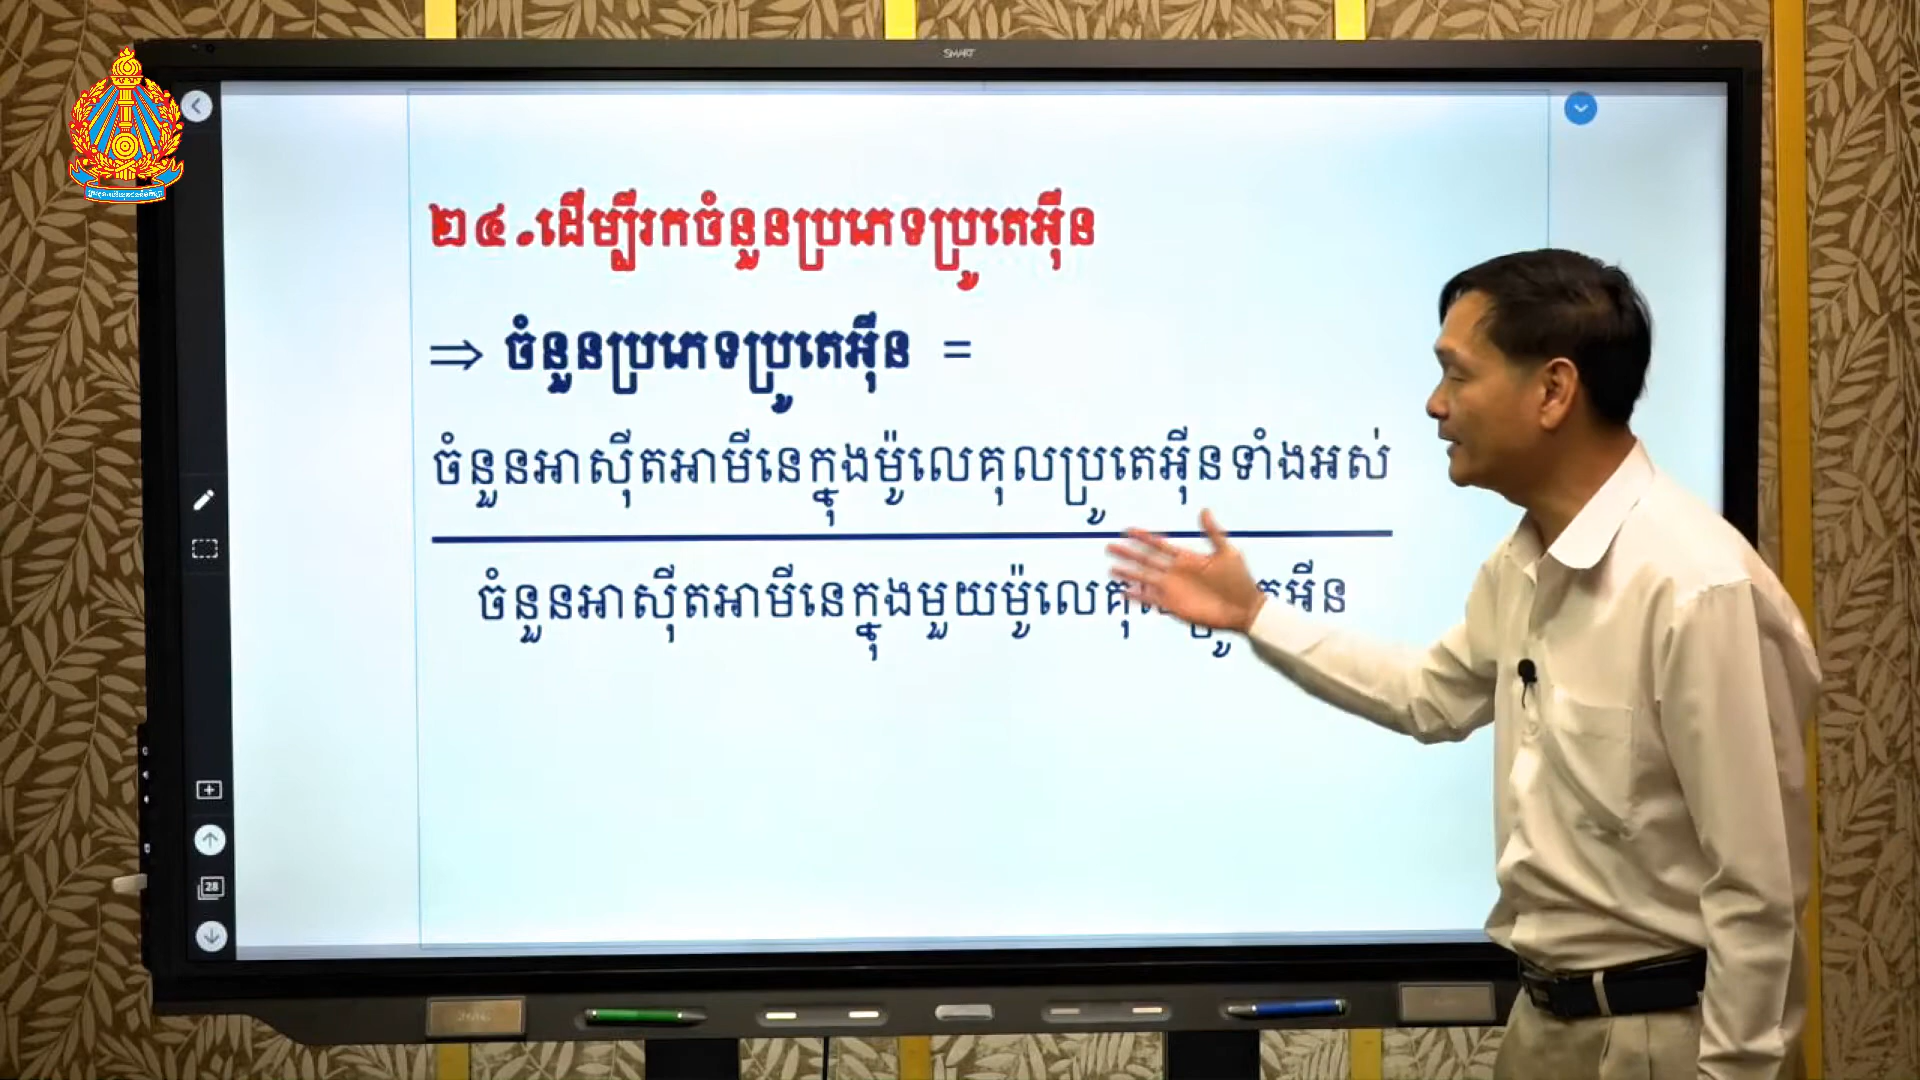 SMART
២៤.ដើម្បីរកចំនួនប្រភេទប្រូតេអ៊ីន
⇒ ចំនួនប្រភេទប្រូតេអ៊ីន =
ចំនួនអាស៊ីតអាមីនេក្នុងម៉ូលេគុលប្រូតេអ៊ីនទាំងអស់
ចំនួនអាស៊ីតអាមីនេក្នុងមួយម៉ូលេ
28